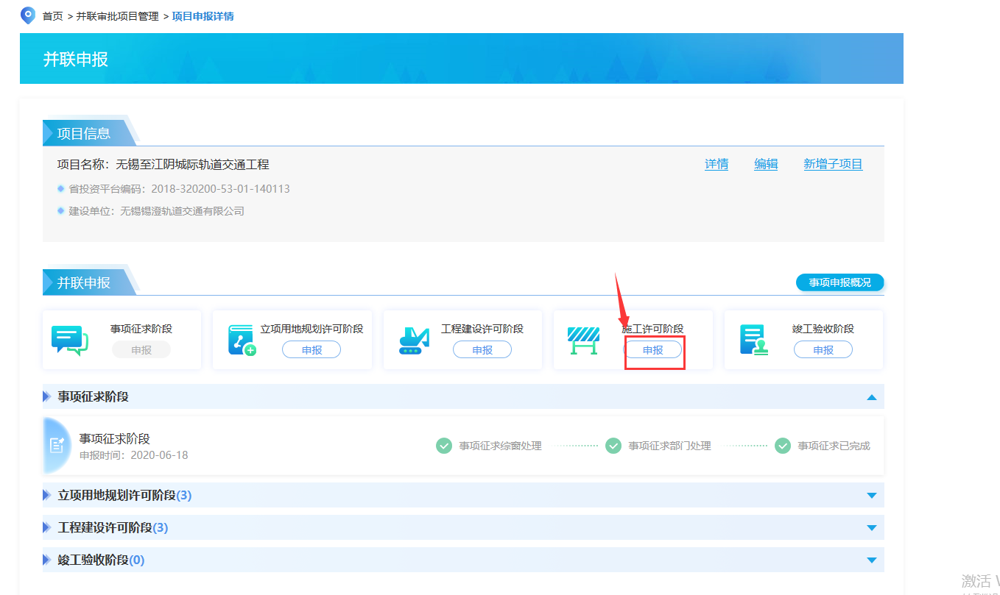 首页 > 并联审批项目管理 > 项目申报详情
并联申报
项目信息
项目名称：无锡至江阴城际轨道交通工程
详情 编辑 新增子项目
省投资平台编码：2018-320200-53-01-140113
建设单位：无锡锡澄轨道交通有限公司
并联申报
事项申报概况
事项征求阶段
申报
立项用地规划许可阶段
申报
工程建设许可阶段
申报
施工许可阶段
申报
竣工验收阶段
申报
事项征求阶段
事项征求阶段
申报时间：2020-06-18
事项征求综窗处理
事项征求部门处理
事项征求已完成
立项用地规划许可阶段(3)
工程建设许可阶段(3)
竣工验收阶段(0)
激活